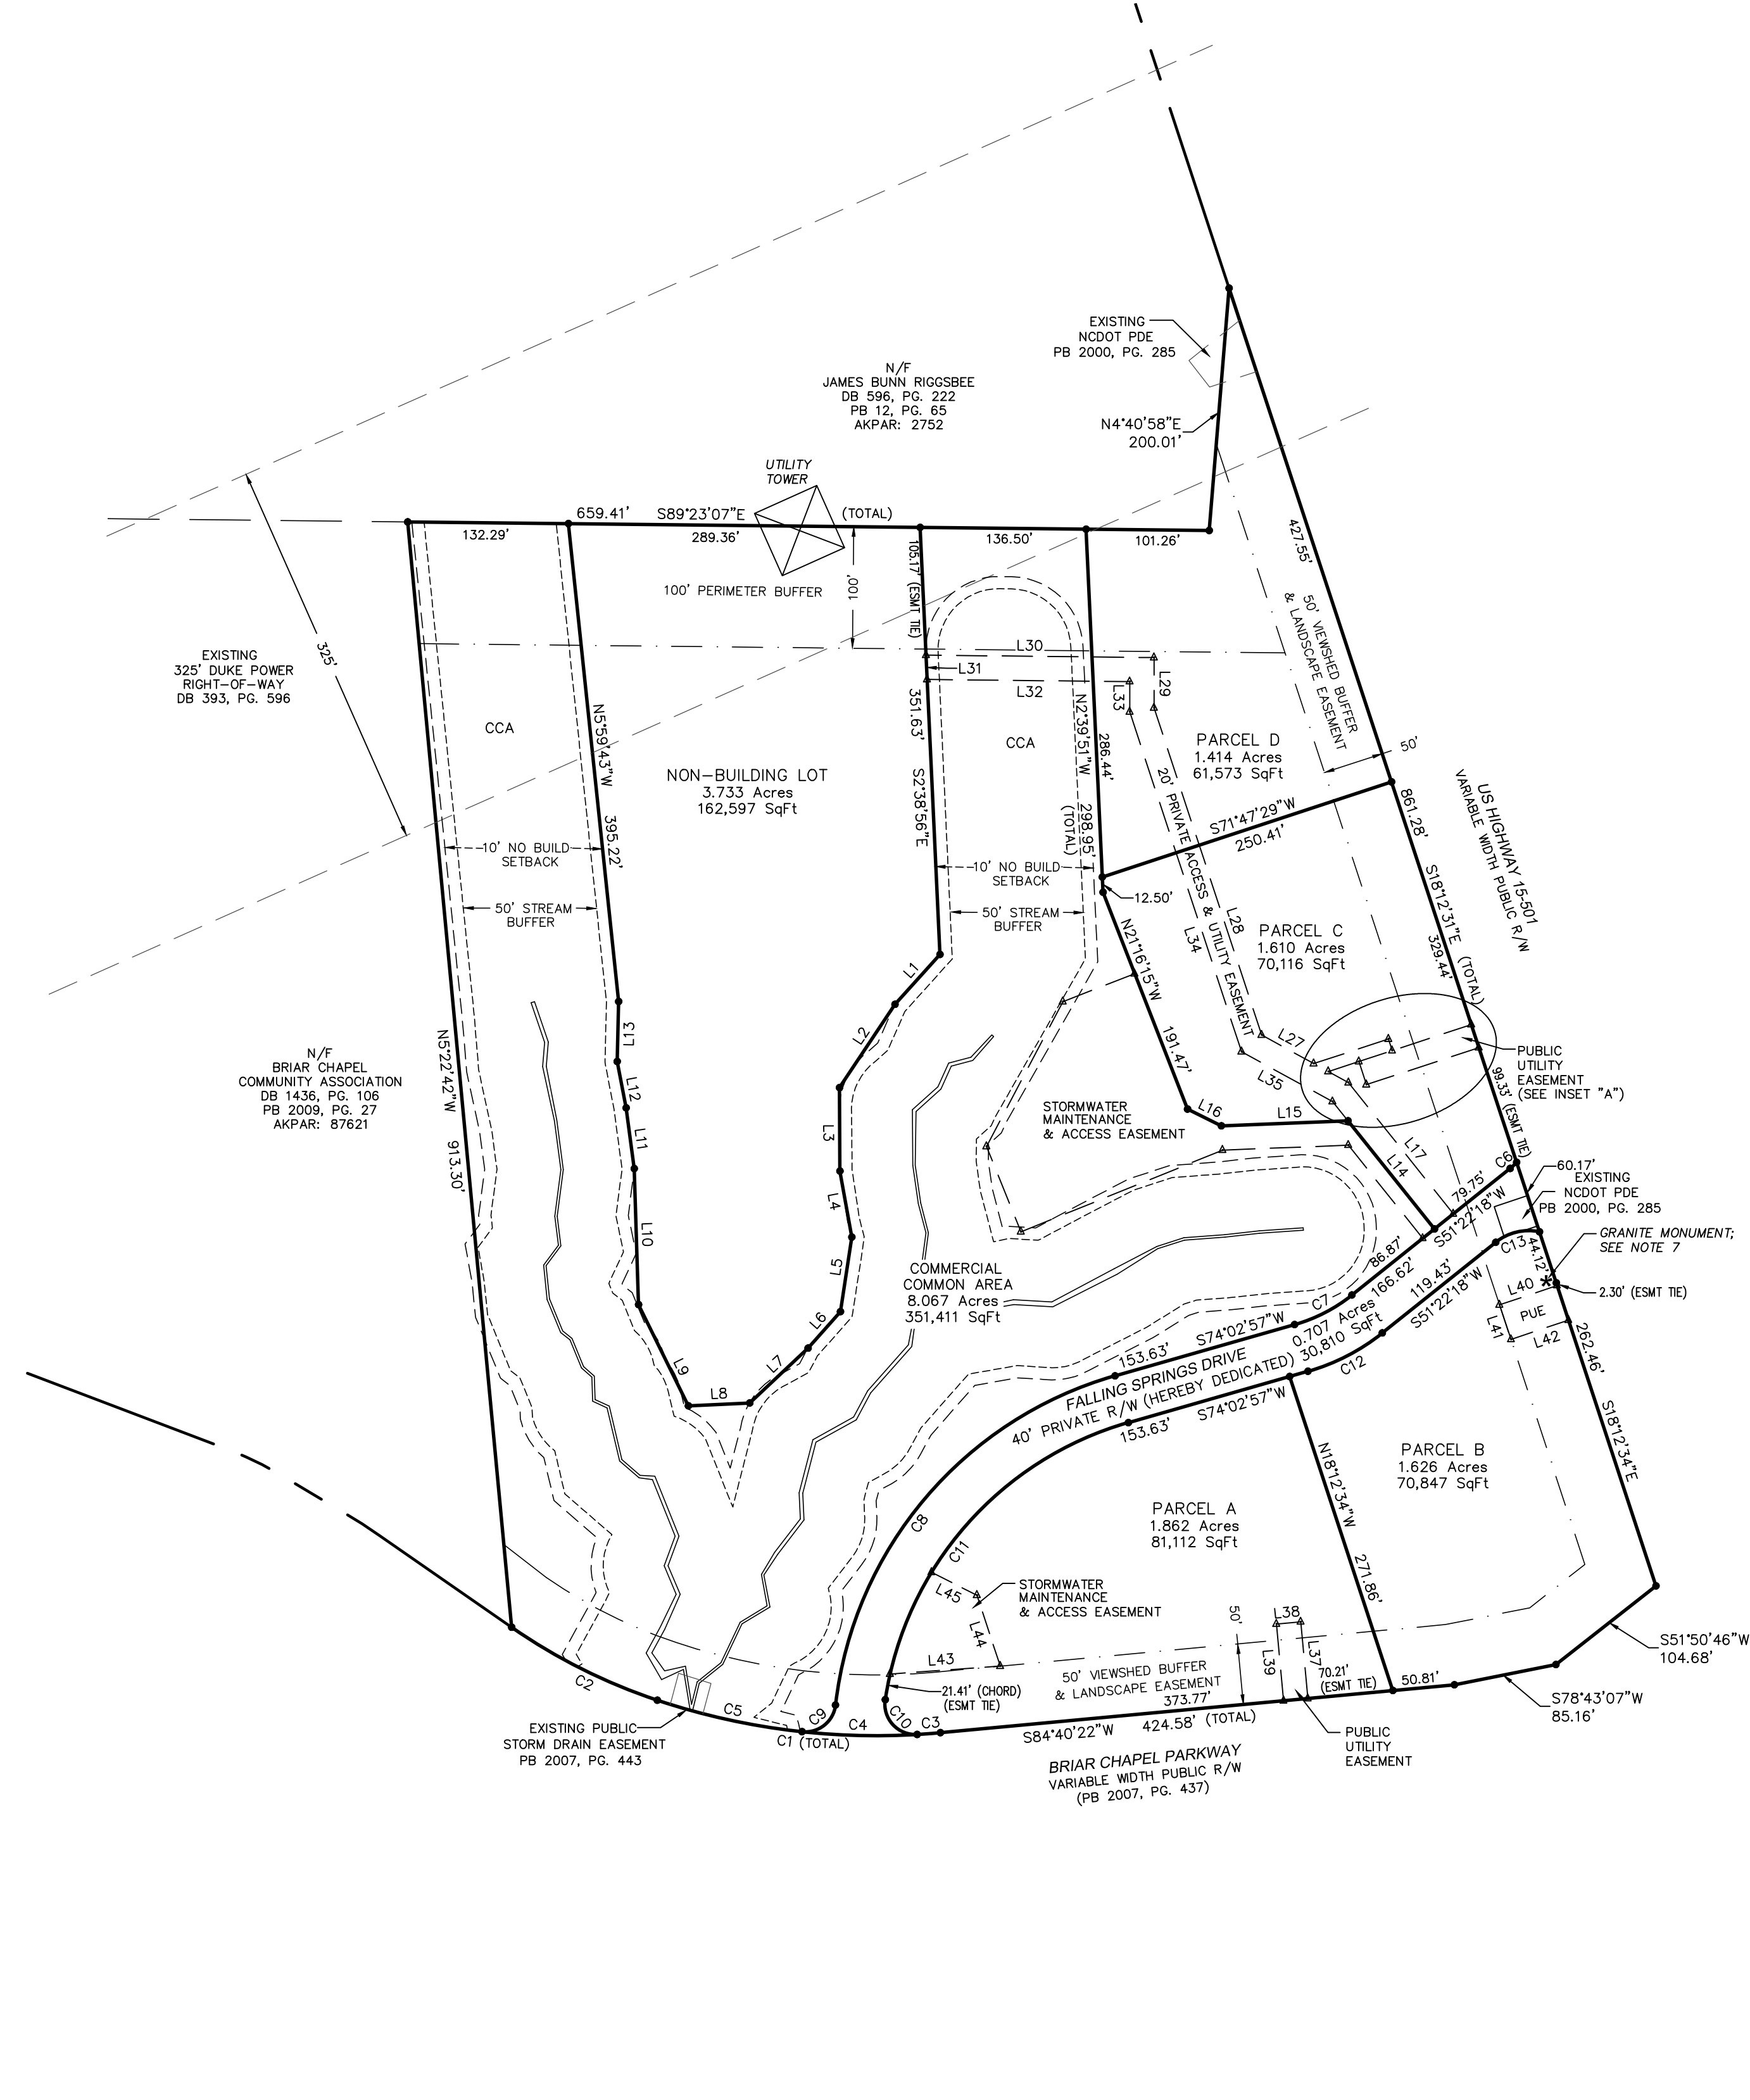 EXISTING
NCDOT PDE
PB 2000, PG. 285
N/F
JAMES BUNN RIGGSBEE
DB 596, PG. 222
PB 12, PG. 65
AKPAR: 2752
N4°40'58"E
200.01'
UTILITY
TOWER
659.41' S89°23'07"E (TOTAL)
132.29'
289.36'
136.50'
101.26'
427.55'
105.17' (ESMT TIE)
100' PERIMETER BUFFER
100'
50' VIEWSHED BUFFER
& LANDSCAPE EASEMENT
EXISTING
325' DUKE POWER
RIGHT-OF-WAY
DB 393, PG. 596
325'
L30
L31
L32
L33
L29
CCA
N5°59'43"W
395.22'
351.63'
S2°38'56"E
CCA
N2°39'51"W
286.44'
298.95'
(TOTAL)
NON-BUILDING LOT
3.733 Acres
162,597 SqFt
PARCEL D
1.414 Acres
61,573 SqFt
50'
20' PRIVATE ACCESS & UTILITY EASEMENT
US HIGHWAY 15-501
VARIABLE WIDTH PUBLIC R/W
861.28'
S18°12'31"E (TOTAL)
329.44'
S71°47'29"W
250.41'
10' NO BUILD
SETBACK
50' STREAM
BUFFER
10' NO BUILD
SETBACK
50' STREAM
BUFFER
12.50'
L28
L34
PARCEL C
1.610 Acres
70,116 SqFt
N21°16'15"W
191.47'
L1
L2
L13
L12
L11
L10
L3
L4
L5
L6
L7
L8
L9
N/F
BRIAR CHAPEL
COMMUNITY ASSOCIATION
DB 1436, PG. 106
PB 2009, PG. 27
AKPAR: 87621
N5°22'42"W 913.30'
L27
L35
PUBLIC
UTILITY
EASEMENT
(SEE INSET "A")
99.33' (ESMT TIE)
STORMWATER
MAINTENANCE
& ACCESS EASEMENT
L16
L15
L17
L14
C6
79.75'
S51°22'18"W
60.17'
EXISTING
NCDOT PDE
PB 2000, PG. 285
GRANITE MONUMENT;
SEE NOTE 7
C13
44.12'
L40
2.30' (ESMT TIE)
PUE
L41
L42
262.46'
S18°12'34"E
COMMERCIAL
COMMON AREA
8.067 Acres
351,411 SqFt
86.87'
166.62'
119.43'
S51°22'18"W
C7
0.707 Acres
30,810 SqFt
C12
S74°02'57"W
153.63'
FALLING SPRINGS DRIVE
40' PRIVATE R/W (HEREBY DEDICATED)
S74°02'57"W
153.63'
C8
C11
PARCEL B
1.626 Acres
70,847 SqFt
N18°12'34"W
271.86'
PARCEL A
1.862 Acres
81,112 SqFt
L45
L44
STORMWATER
MAINTENANCE
& ACCESS EASEMENT
L43
21.41' (CHORD)
(ESMT TIE)
50'
L38
L39
L37
70.21'
(ESMT TIE)
50.81'
50' VIEWSHED BUFFER
& LANDSCAPE EASEMENT
373.77'
S84°40'22"W 424.58' (TOTAL)
S51°50'46"W
104.68'
S78°43'07"W
85.16'
C2
C5
C9
C10
C4
C3
C1 (TOTAL)
EXISTING PUBLIC
STORM DRAIN EASEMENT
PB 2007, PG. 443
PUBLIC
UTILITY
EASEMENT
BRIAR CHAPEL PARKWAY
VARIABLE WIDTH PUBLIC R/W
(PB 2007, PG. 437)